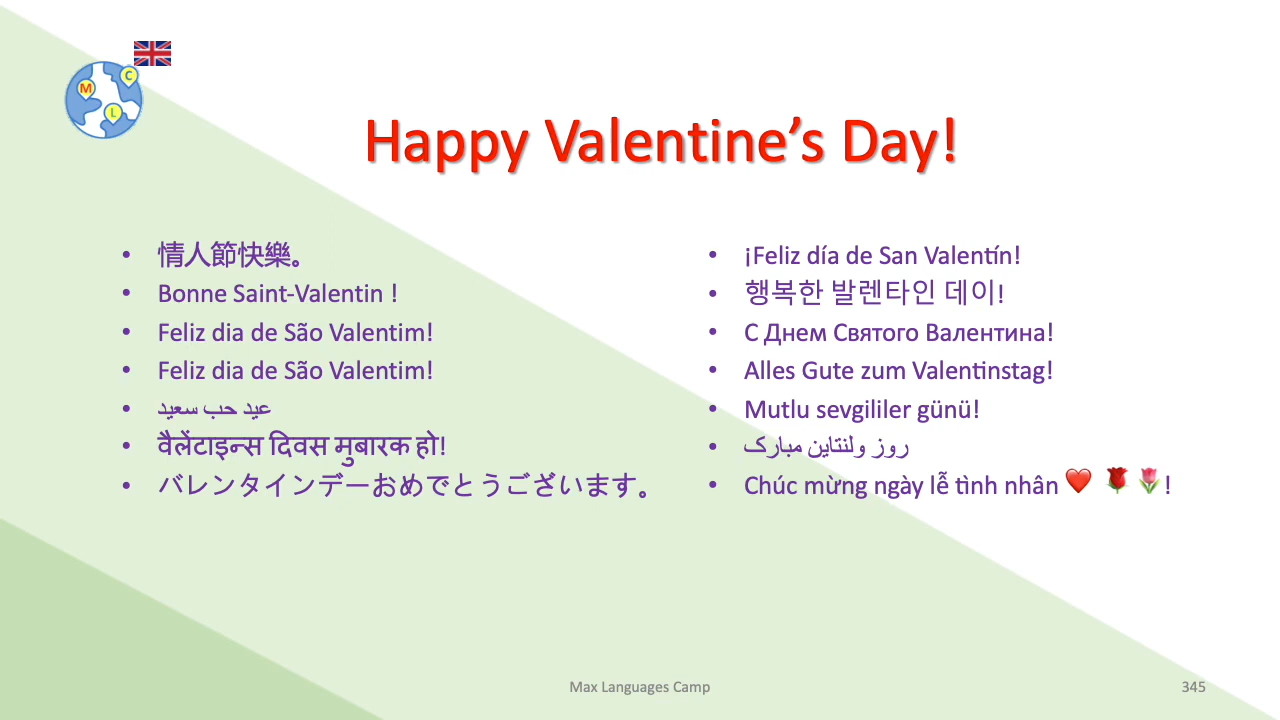 C
M
L
Happy Valentine’s Day!
• 情人節快樂。
• Bonne Saint-Valentin !
• Feliz dia de São Valentim!
• Feliz dia de São Valentim!
• عيد حب سعيد
• वैलेंटाइन्स दिवस मुबारक हो!
• バレンタインデーおめでとうございます。
• ¡Feliz día de San Valentín!
• 행복한 발렌타인 데이!
• С Днем Святого Валентина!
• Alles Gute zum Valentinstag!
• Mutlu sevgililer günü!
• روز ولنتاین مبارک
• Chúc mừng ngày lễ tình nhân ❤️ 🌹🌷!
Max Languages Camp
345